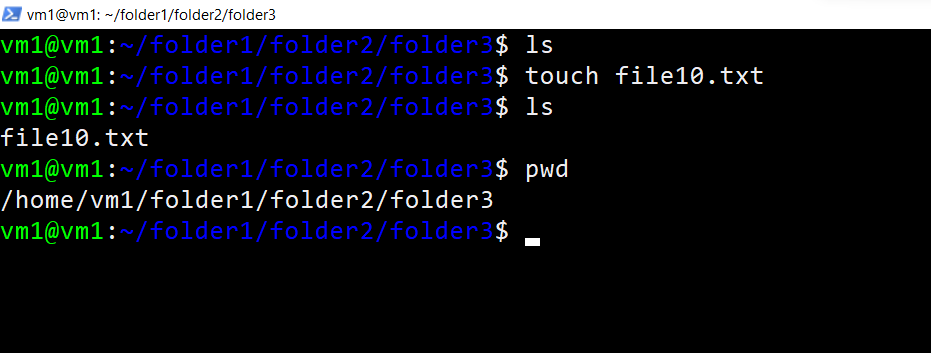 vm1@vm1: ~/folder1/folder2/folder3
vm1@vm1:~/folder1/folder2/folder3$ ls
vm1@vm1:~/folder1/folder2/folder3$ touch file10.txt
vm1@vm1:~/folder1/folder2/folder3$ ls
file10.txt
vm1@vm1:~/folder1/folder2/folder3$ pwd
/home/vm1/folder1/folder2/folder3
vm1@vm1:~/folder1/folder2/folder3$